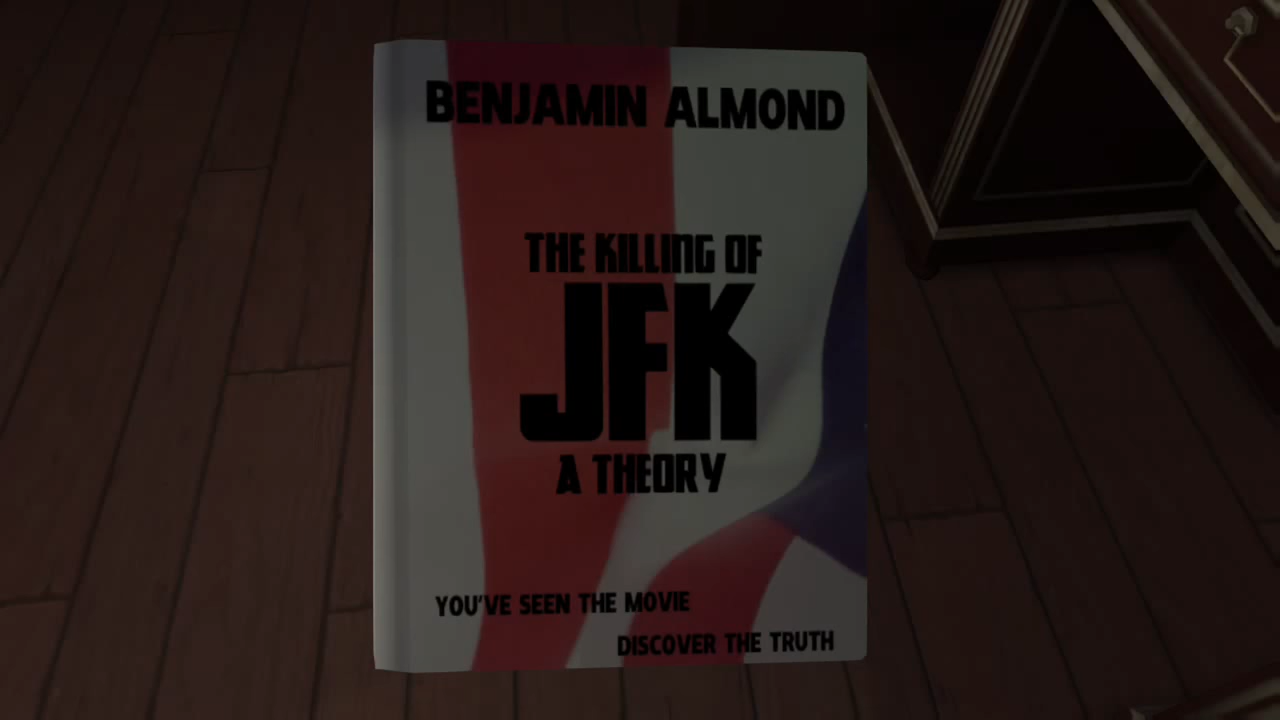 BENJAMIN ALMOND
THE KILLING OF
JFK
A THEORY
YOU'VE SEEN THE MOVIE
DISCOVER THE TRUTH